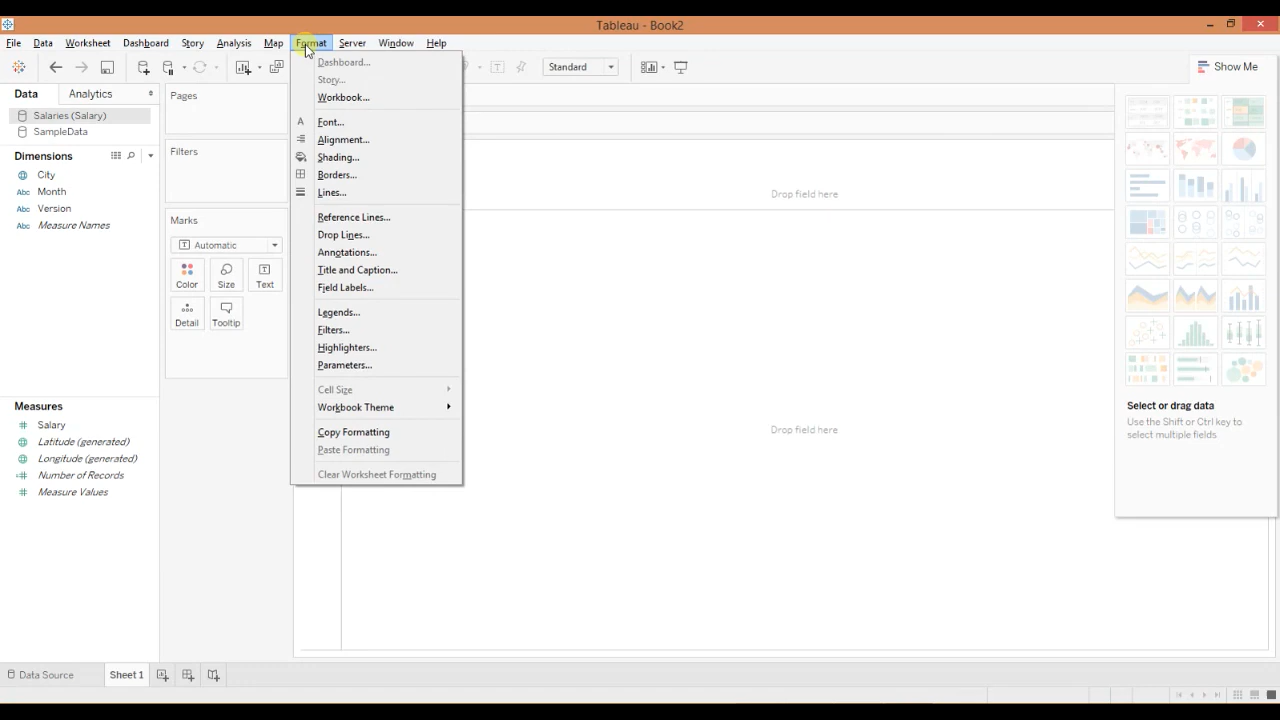 Tableau - Book2
File Data Worksheet Dashboard Story Analysis Map Format Server Window Help
Standard
Show Me
Data Analytics
Salaries (Salary)
SampleData
Dimensions
City
Abc Month
Abc Version
Abc Measure Names
Measures
Salary
Latitude (generated)
Longitude (generated)
Number of Records
Measure Values
Pages
Filters
Marks
Automatic
Color Size Text
Detail Tooltip
Dashboard...
Story...
Workbook...
Font...
Alignment...
Shading...
Borders...
Lines...
Reference Lines...
Drop Lines...
Annotations...
Title and Caption...
Field Labels...
Legends...
Filters...
Highlighters...
Parameters...
Cell Size
Workbook Theme
Copy Formatting
Paste Formatting
Clear Worksheet Formatting
Drop field here
Drop field here
Select or drag data
Use the Shift or Ctrl key to
select multiple fields
Data Source Sheet 1